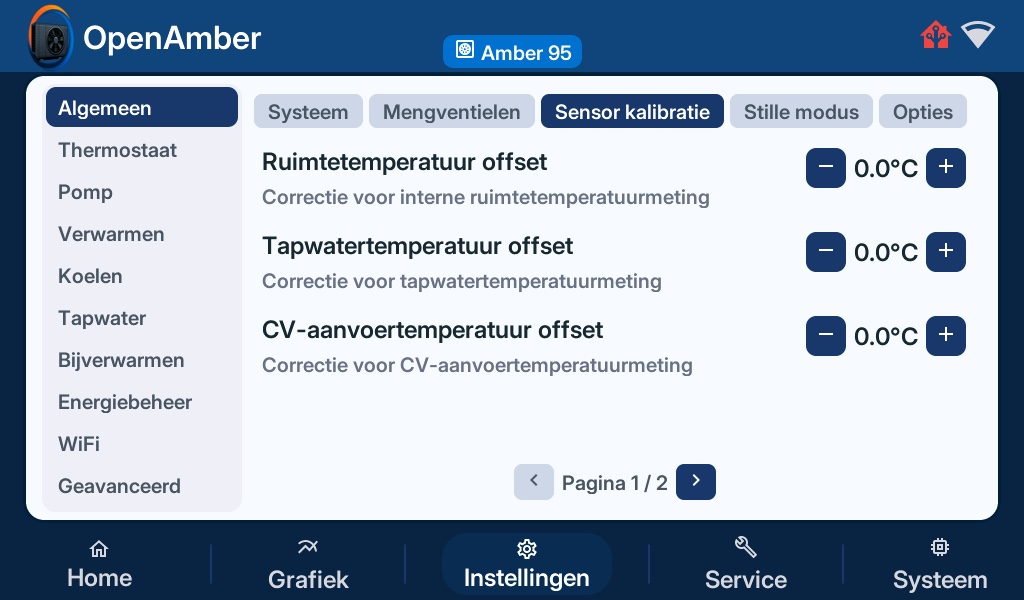 OpenAmber
Amber 95
Algemeen
Thermostaat
Pomp
Verwarmen
Koelen
Tapwater
Bijverwarmen
Energiebeheer
WiFi
Geavanceerd
Systeem
Mengventielen
Sensor kalibratie
Stille modus
Opties
Ruimtetemperatuur offset
Correctie voor interne ruimtetemperatuurmeting
− 0.0°C +
Tapwatertemperatuur offset
Correctie voor tapwatertemperatuurmeting
− 0.0°C +
CV-aanvoertemperatuur offset
Correctie voor CV-aanvoertemperatuurmeting
− 0.0°C +
Pagina 1 / 2
Home
Grafiek
Instellingen
Service
Systeem